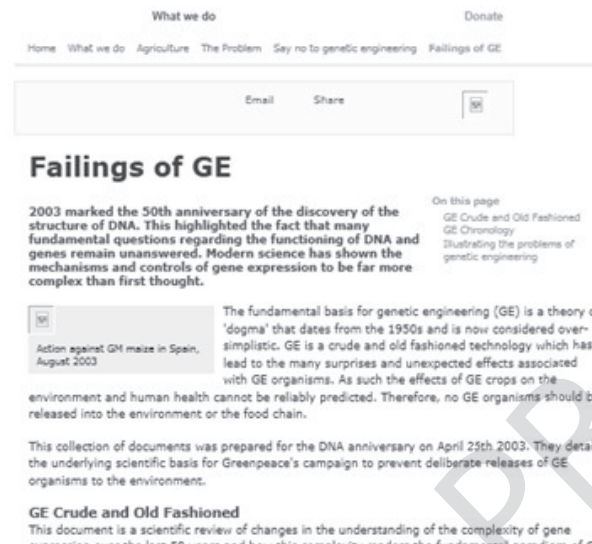 What we do
Donate
Home What we do Agriculture The Problem Say no to genetic engineering Failings of GE
Email Share
Failings of GE
2003 marked the 50th anniversary of the discovery of the
structure of DNA. This highlighted the fact that many
fundamental questions regarding the functioning of DNA and
genes remain unanswered. Modern science has shown the
mechanisms and controls of gene expression to be far more
complex than first thought.
On this page
GE Crude and Old Fashioned
GE Chronology
Illustrating the problems of
genetic engineering
Action against GM maize in Spain,
August 2003
The fundamental basis for genetic engineering (GE) is a theory o
'dogma' that dates from the 1950s and is now considered over-
simplistic. GE is a crude and old fashioned technology which has
lead to the many surprises and unexpected effects associated
with GE organisms. As such the effects of GE crops on the
environment and human health cannot be reliably predicted. Therefore, no GE organisms should b
released into the environment or the food chain.
This collection of documents was prepared for the DNA anniversary on April 25th 2003. They detai
the underlying scientific basis for Greenpeace's campaign to prevent deliberate releases of GE
organisms to the environment.
GE Crude and Old Fashioned
This document is a scientific review of changes in the understanding of the complexity of gene
PR